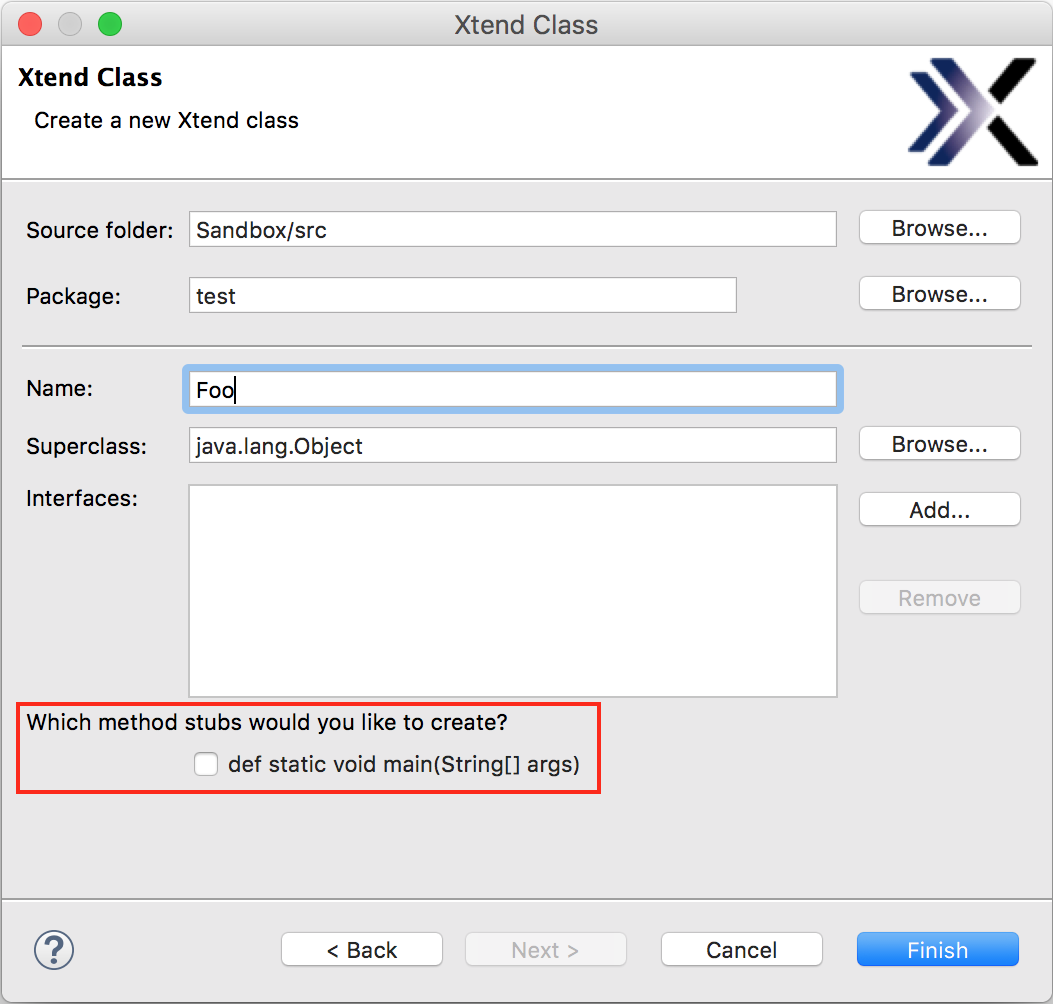 Xtend Class
Xtend Class
Create a new Xtend class
Source folder: Sandbox/src Browse...
Package: test Browse...
Name: Foo
Superclass: java.lang.Object Browse...
Interfaces: Add...
Remove
Which method stubs would you like to create?
def static void main(String[] args)
? < Back Next > Cancel Finish